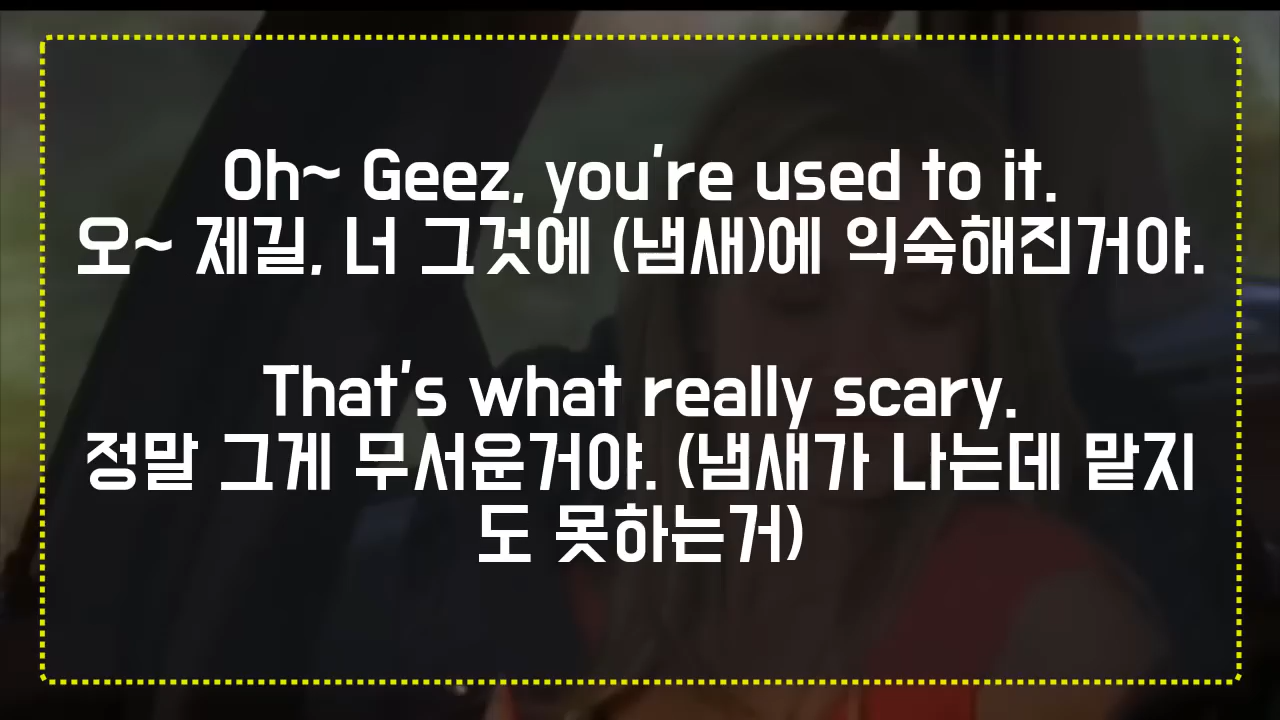 Oh~ Geez, you're used to it.
오~ 제길, 너 그것에 (냄새)에 익숙해진거야.
That's what really scary.
정말 그게 무서운거야. (냄새가 나는데 맡지
도 못하는거)